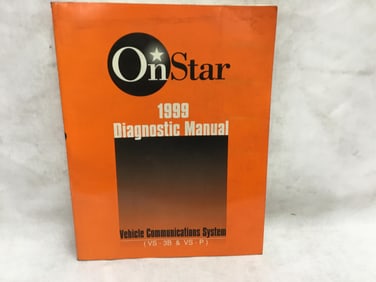 OnStar
1999
Diagnostic Manual
Vehicle Communications System
( VS - 3B & VS - P )